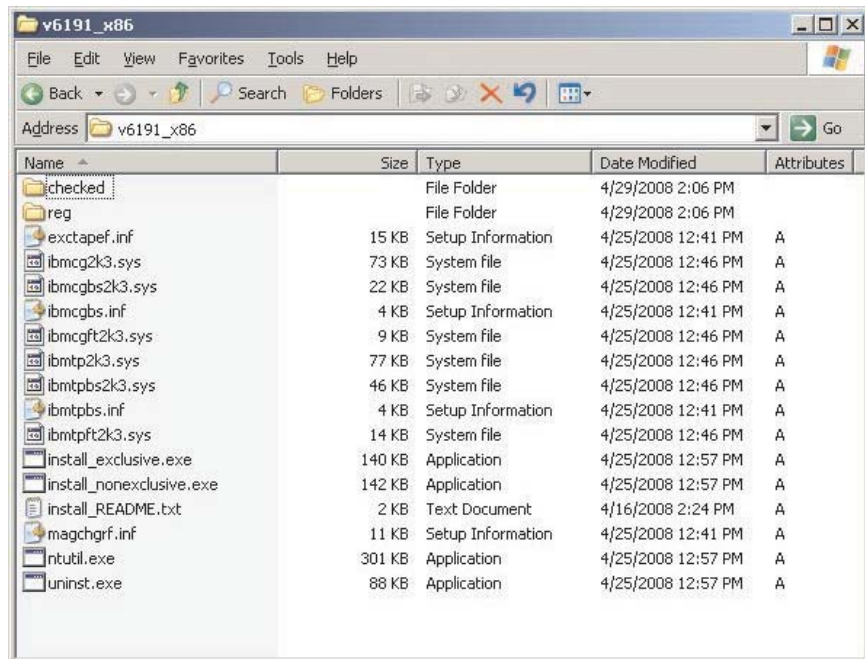 v6191_x86
File Edit View Favorites Tools Help
Back Search Folders
Address v6191_x86 Go
Name Size Type Date Modified Attributes
checked File Folder 4/29/2008 2:06 PM
reg File Folder 4/29/2008 2:06 PM
exctapef.inf 15 KB Setup Information 4/25/2008 12:41 PM A
ibmcg2k3.sys 73 KB System file 4/25/2008 12:46 PM A
ibmcgbs2k3.sys 22 KB System file 4/25/2008 12:46 PM A
ibmcgbs.inf 4 KB Setup Information 4/25/2008 12:41 PM A
ibmcgft2k3.sys 9 KB System file 4/25/2008 12:46 PM A
ibmtp2k3.sys 77 KB System file 4/25/2008 12:46 PM A
ibmtpbs2k3.sys 46 KB System file 4/25/2008 12:46 PM A
ibmtpbs.inf 4 KB Setup Information 4/25/2008 12:41 PM A
ibmtpft2k3.sys 14 KB System file 4/25/2008 12:46 PM A
install_exclusive.exe 140 KB Application 4/25/2008 12:57 PM A
install_nonexclusive.exe 142 KB Application 4/25/2008 12:57 PM A
install_README.txt 2 KB Text Document 4/16/2008 2:24 PM A
magchgrf.inf 11 KB Setup Information 4/25/2008 12:41 PM A
ntutil.exe 301 KB Application 4/25/2008 12:57 PM A
uninst.exe 88 KB Application 4/25/2008 12:57 PM A